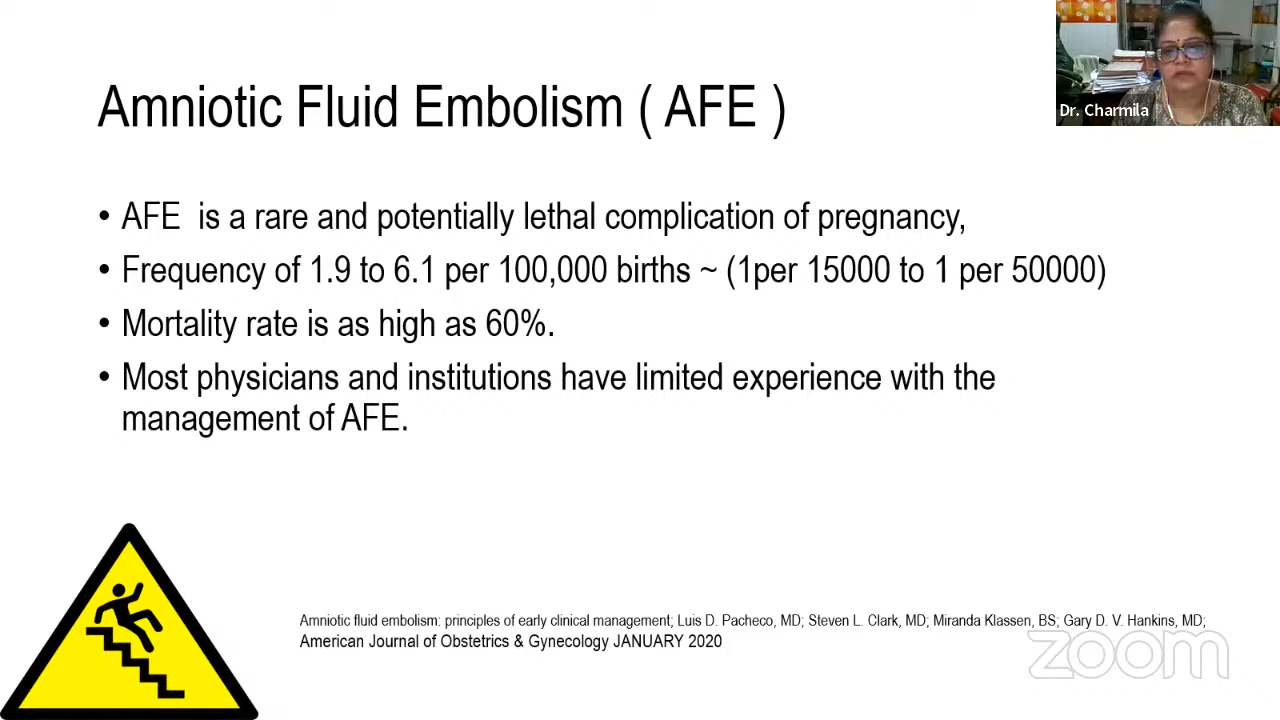 Dr. Charmila
Amniotic Fluid Embolism ( AFE )
• AFE is a rare and potentially lethal complication of pregnancy,
• Frequency of 1.9 to 6.1 per 100,000 births ~ (1per 15000 to 1 per 50000)
• Mortality rate is as high as 60%.
• Most physicians and institutions have limited experience with the
management of AFE.
Amniotic fluid embolism: principles of early clinical management; Luis D. Pacheco, MD; Steven L. Clark, MD; Miranda Klassen, BS; Gary D. V. Hankins, MD;
American Journal of Obstetrics & Gynecology JANUARY 2020
zoom